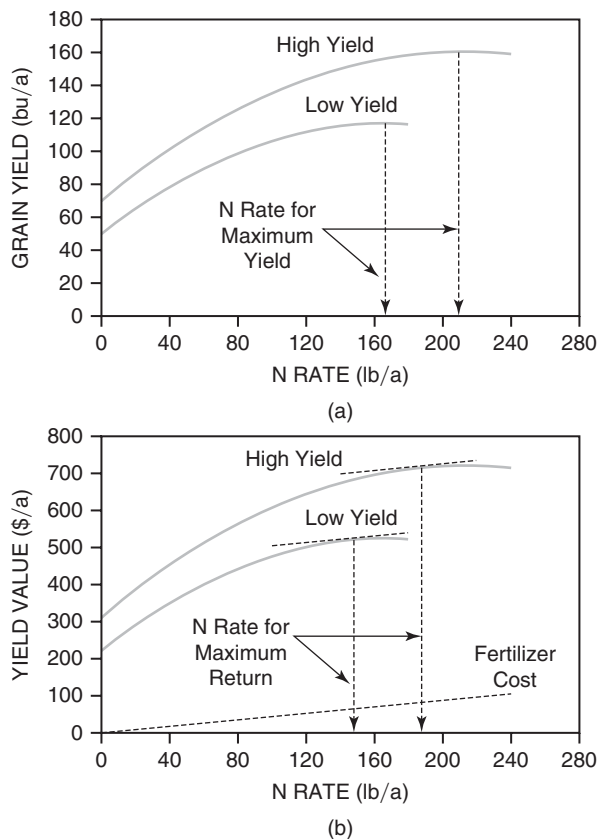 180
160
140
120
100
80
60
40
20
0
GRAIN YIELD (bu/a)
High Yield
Low Yield
N Rate for
Maximum
Yield
0 40 80 120 160 200 240 280
N RATE (lb/a)
(a)
800
700
600
500
400
300
200
100
0
YIELD VALUE ($/a)
High Yield
Low Yield
N Rate for
Maximum
Return
Fertilizer
Cost
0 40 80 120 160 200 240 280
N RATE (lb/a)
(b)